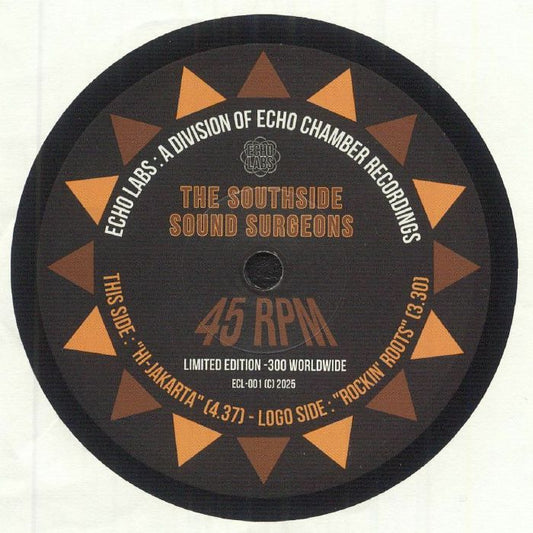 ECHO LABS : A DIVISION OF ECHO CHAMBER RECORDINGS
ECHO
LABS
THE SOUTHSIDE
SOUND SURGEONS
45 RPM
LIMITED EDITION -300 WORLDWIDE
ECL-001 (C) 2025
THIS SIDE : "HI-JAKARTA" (4.37) - LOGO SIDE : "ROCKIN' ROOTS" (3.30)